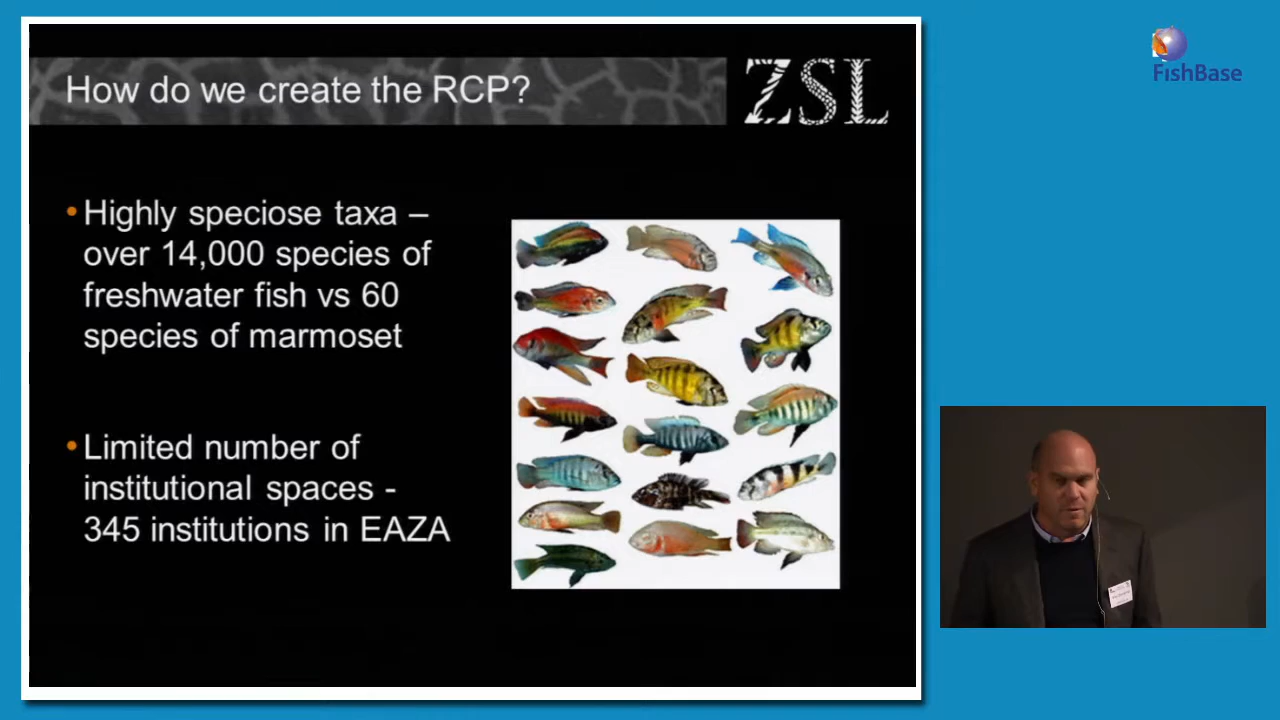 How do we create the RCP?
ZSL
FishBase
•Highly speciose taxa –
over 14,000 species of
freshwater fish vs 60
species of marmoset
•Limited number of
institutional spaces -
345 institutions in EAZA